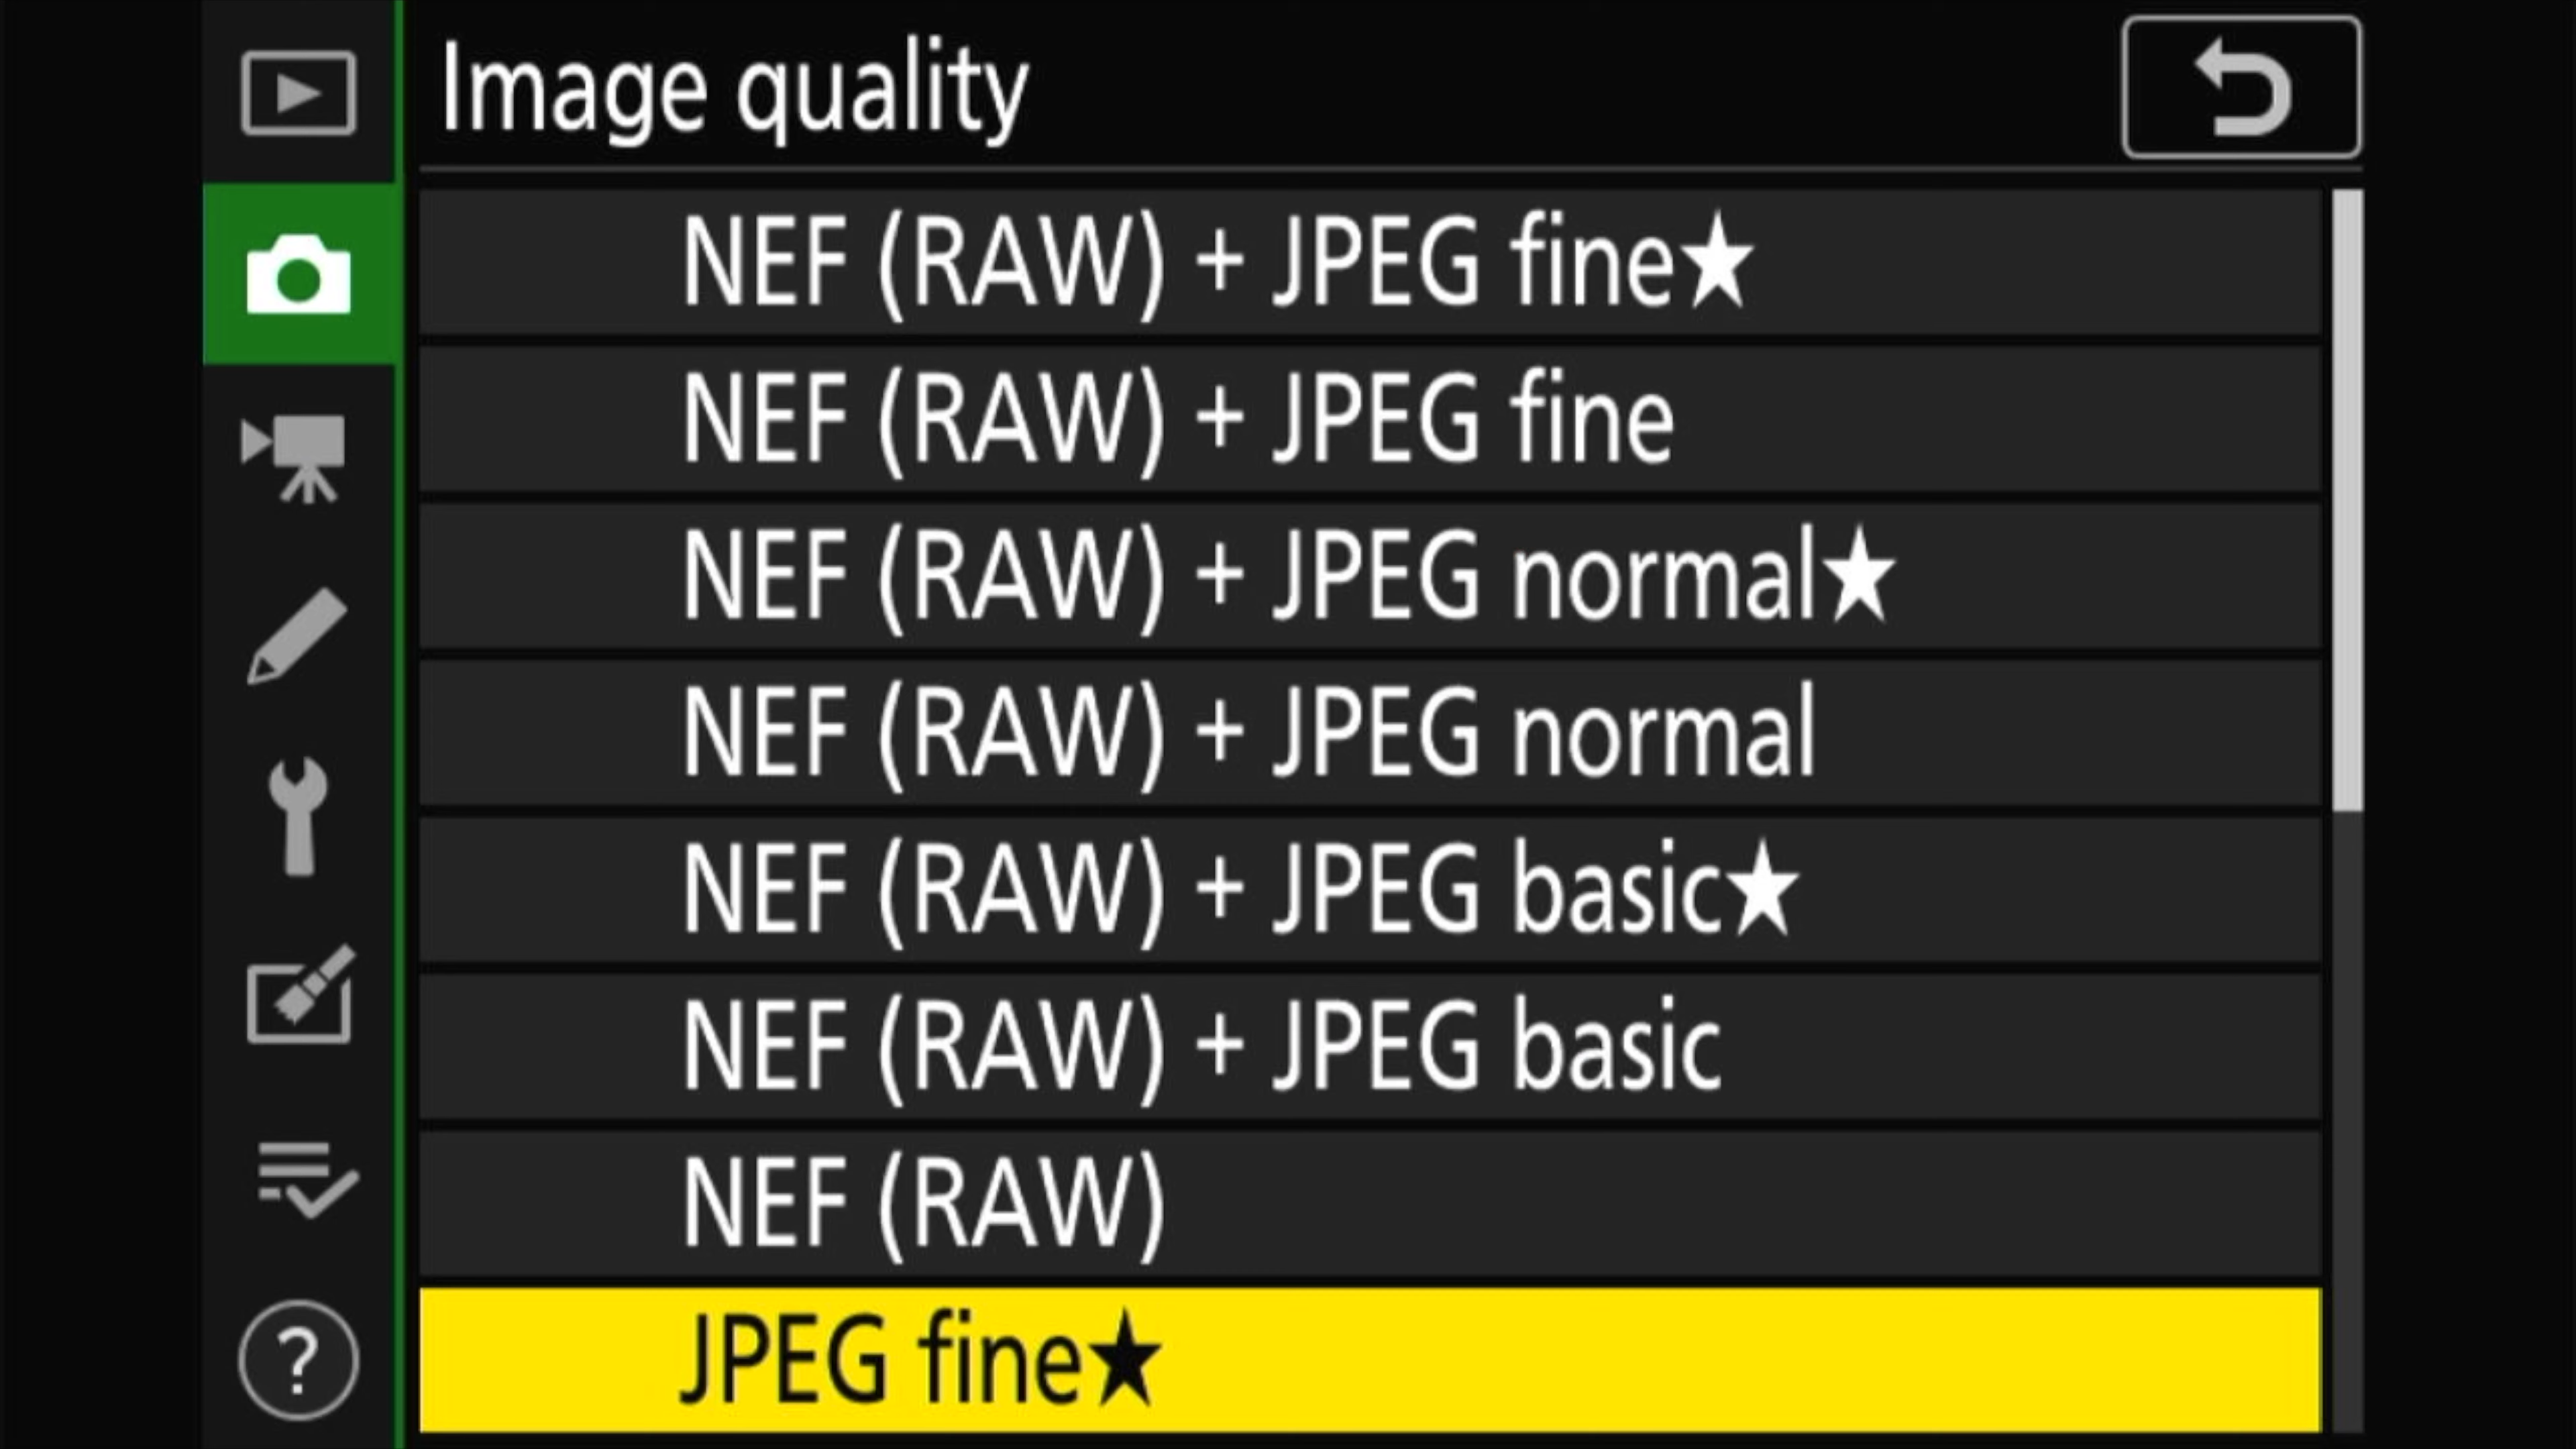 Image quality
NEF (RAW) + JPEG fine★
NEF (RAW) + JPEG fine
NEF (RAW) + JPEG normal★
NEF (RAW) + JPEG normal
NEF (RAW) + JPEG basic★
NEF (RAW) + JPEG basic
NEF (RAW)
?
JPEG fine★